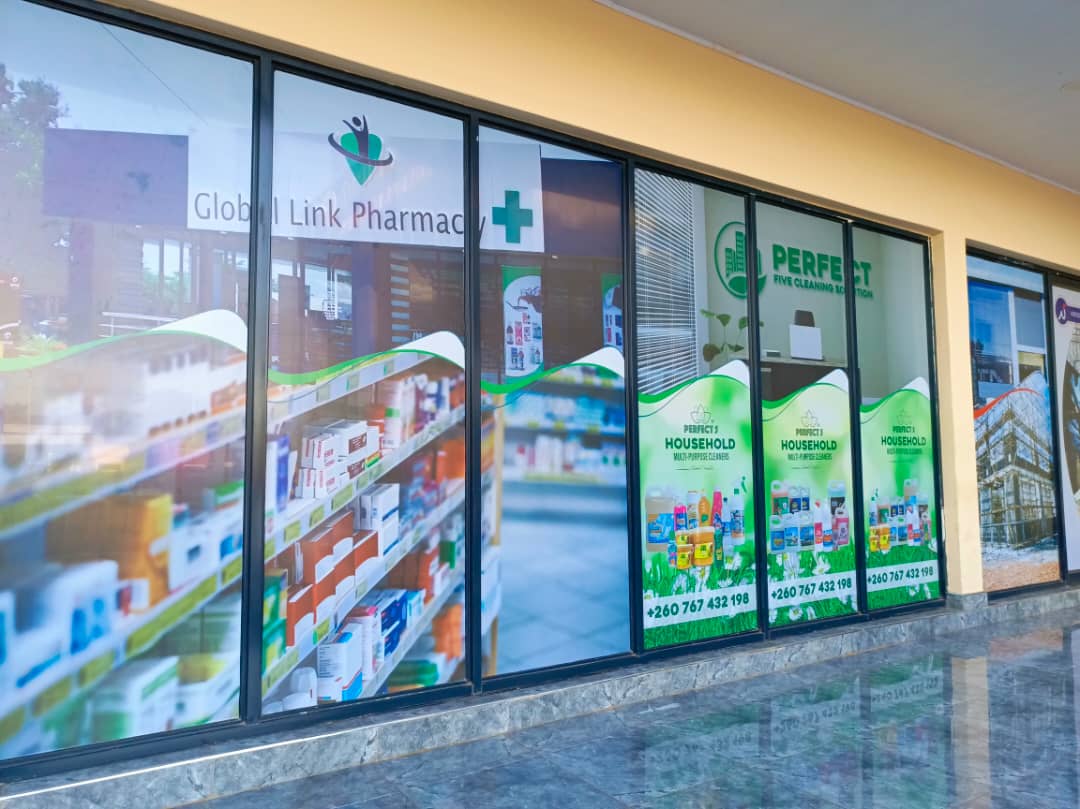 Global Link Pharmacy
PERFECT
FIVE CLEANING SOLUTION
PERFECT 5
HOUSEHOLD
MULTI-PURPOSE CLEANERS
+260 767 432 198
PERFECT 5
HOUSEHOLD
MULTI-PURPOSE CLEANERS
+260 767 432 198
PERFECT 5
HOUSEHOLD
MULTI-PURPOSE CLEANERS
+260 767 432 198